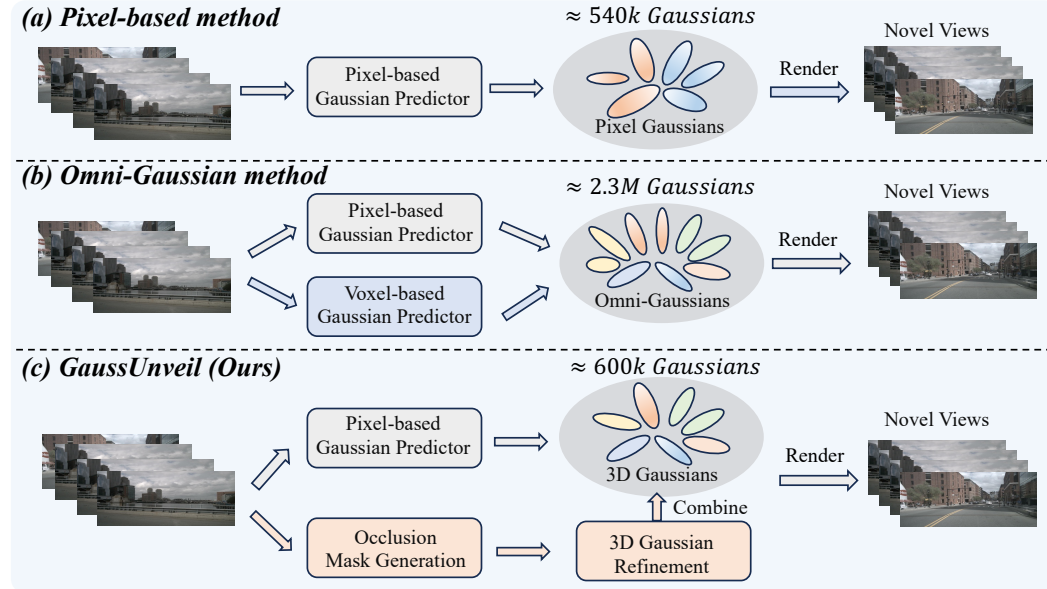 (a) Pixel-based method
≈ 540k Gaussians
Pixel-based
Gaussian Predictor
Pixel Gaussians
Render
Novel Views
(b) Omni-Gaussian method
≈ 2.3M Gaussians
Pixel-based
Gaussian Predictor
Voxel-based
Gaussian Predictor
Omni-Gaussians
Render
Novel Views
(c) GaussUnveil (Ours)
≈ 600k Gaussians
Pixel-based
Gaussian Predictor
3D Gaussians
Render
Novel Views
Combine
Occlusion
Mask Generation
3D Gaussian
Refinement